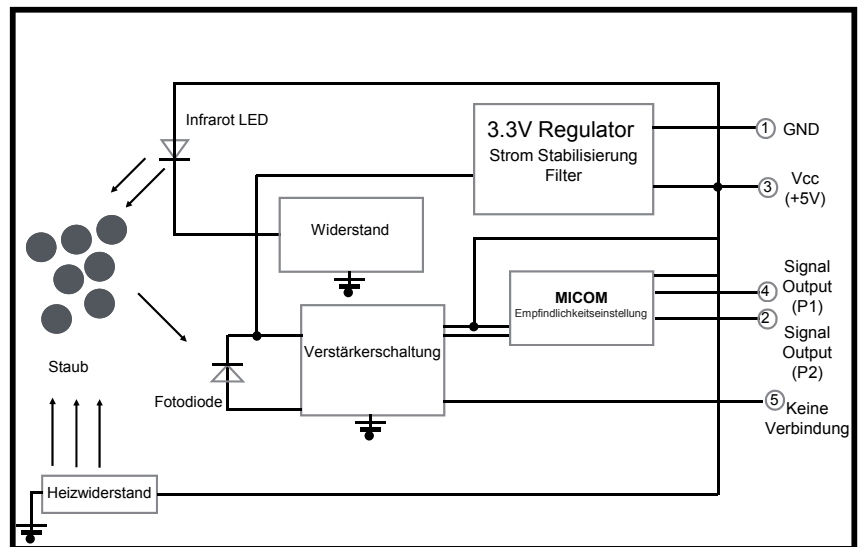 Infrarot LED
3.3V Regulator
Strom Stabilisierung
Filter
1 GND
3 Vcc
(+5V)
Widerstand
MICOM
Empfindlichkeitseinstellung
4 Signal
Output
(P1)
2 Signal
Output
(P2)
Verstärkerschaltung
Staub
Fotodiode
5 Keine
Verbindung
Heizwiderstand